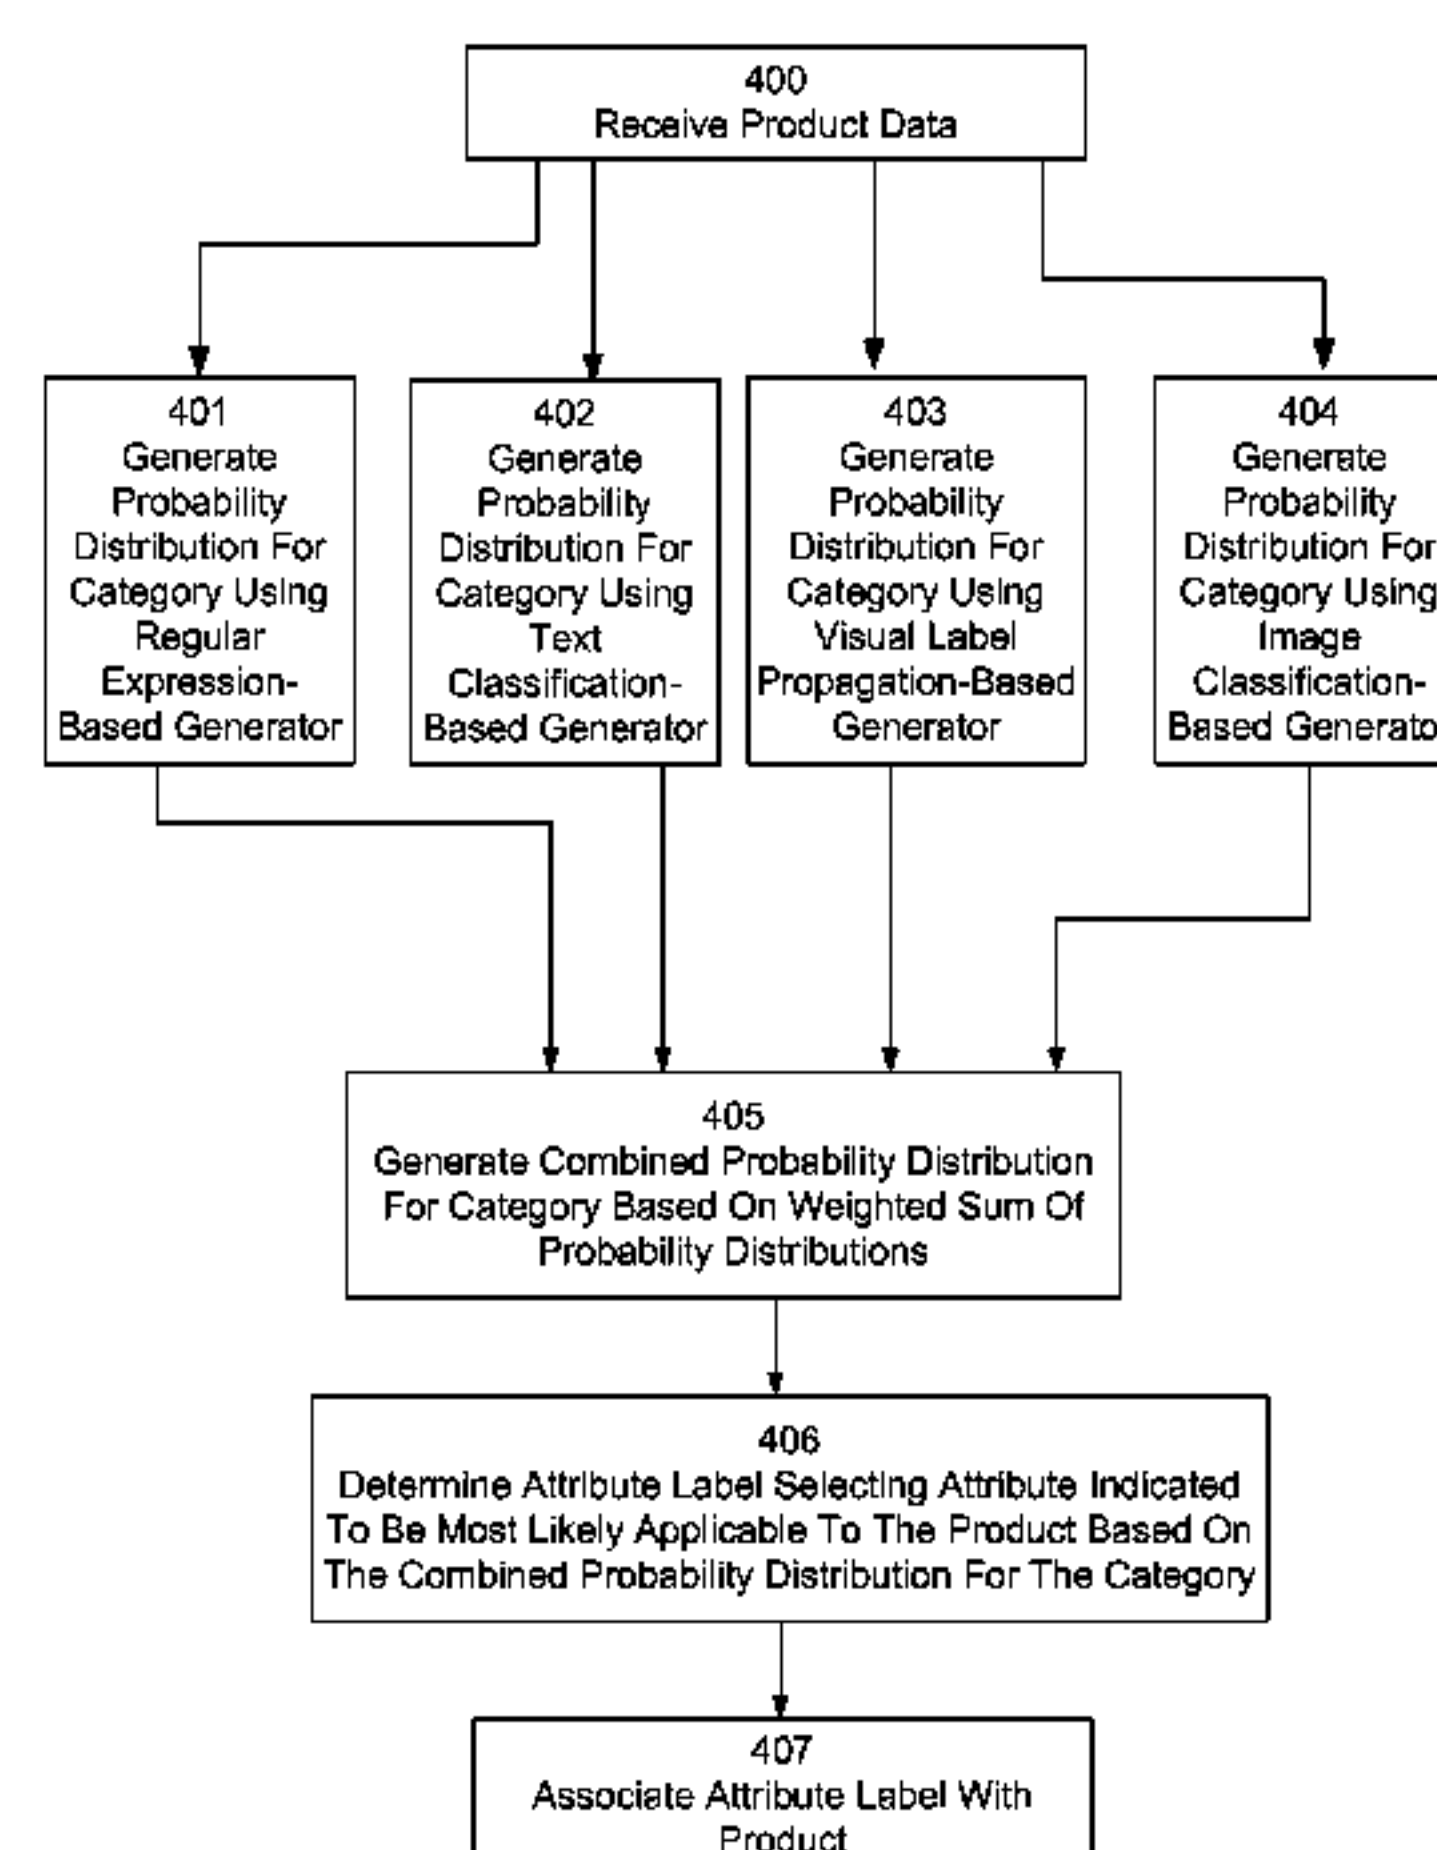 400
Receive Product Data
401
Generate
Probability
Distribution For
Category Using
Regular
Expression-
Based Generator
402
Generate
Probability
Distribution For
Category Using
Text
Classification-
Based Generator
403
Generate
Probability
Distribution For
Category Using
Visual Label
Propagation-Based
Generator
404
Generate
Probability
Distribution For
Category Using
Image
Classification-
Based Generato
405
Generate Combined Probability Distribution
For Category Based On Weighted Sum Of
Probability Distributions
406
Determine Attribute Label Selecting Attribute Indicated
To Be Most Likely Applicable To The Product Based On
The Combined Probability Distribution For The Category
407
Associate Attribute Label With
Product